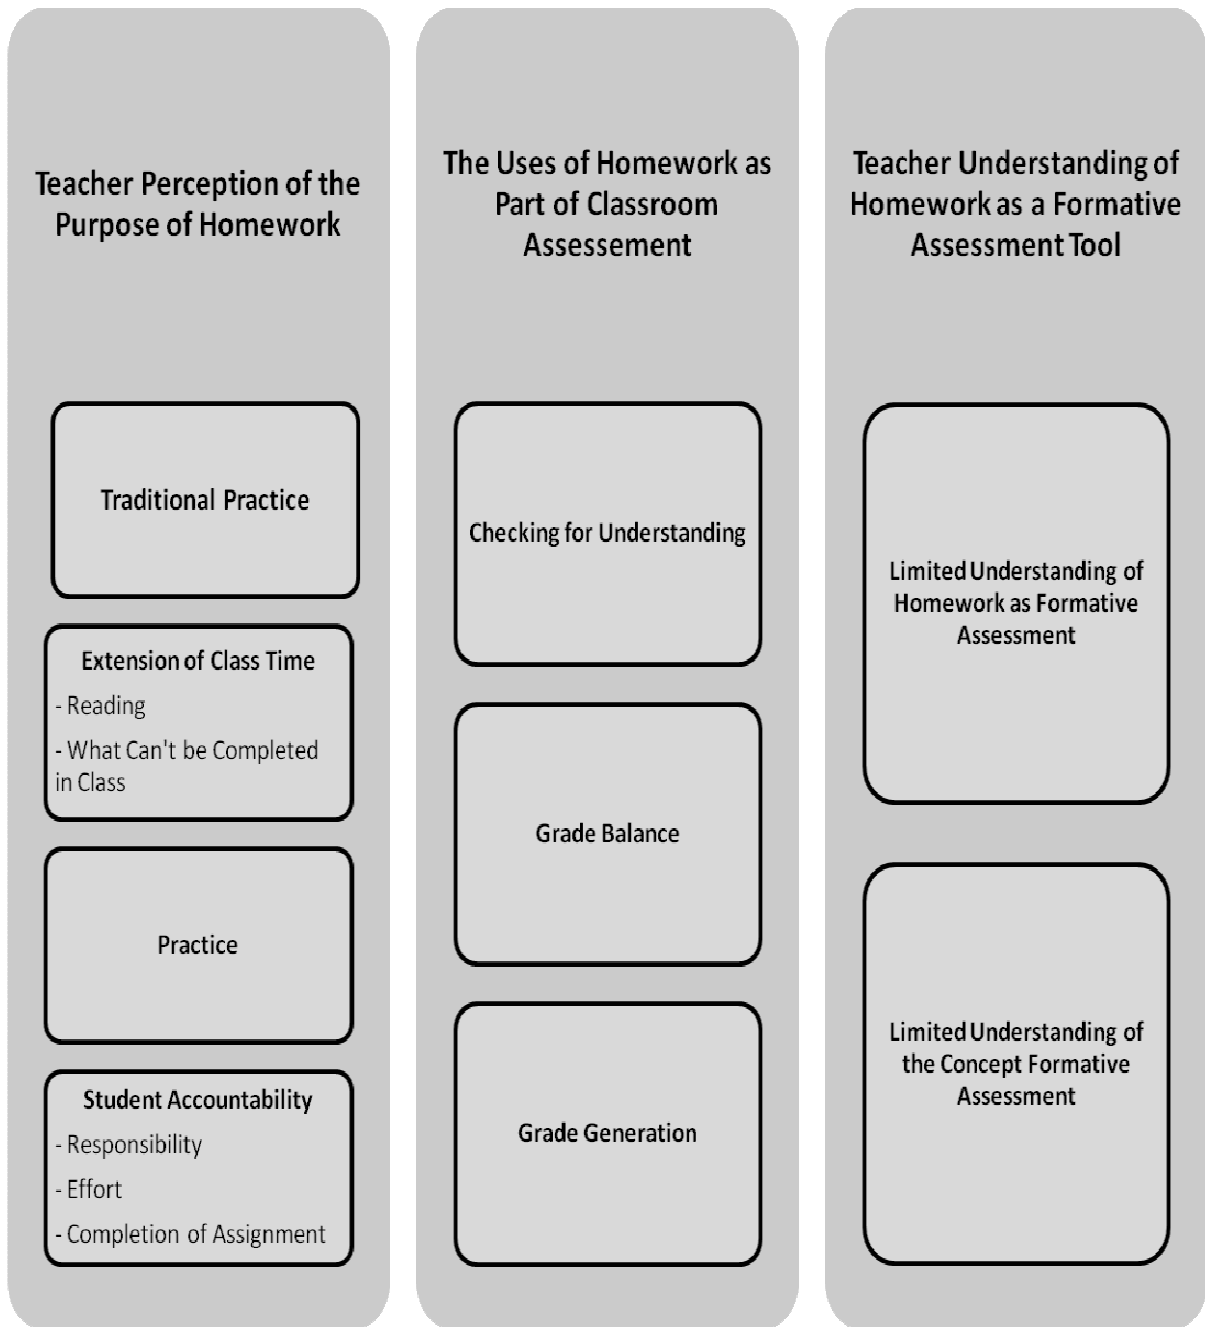 Teacher Perception of the
Purpose of Homework
Traditional Practice
Extension of Class Time
- Reading
- What Can't be Completed
in Class
Practice
Student Accountability
- Responsibility
- Effort
- Completion of Assignment
The Uses of Homework as
Part of Classroom
Assessement
Checking for Understanding
Grade Balance
Grade Generation
Teacher Understanding of
Homework as a Formative
Assessment Tool
Limited Understanding of
Homework as Formative
Assessment
Limited Understanding of
the Concept Formative
Assessment